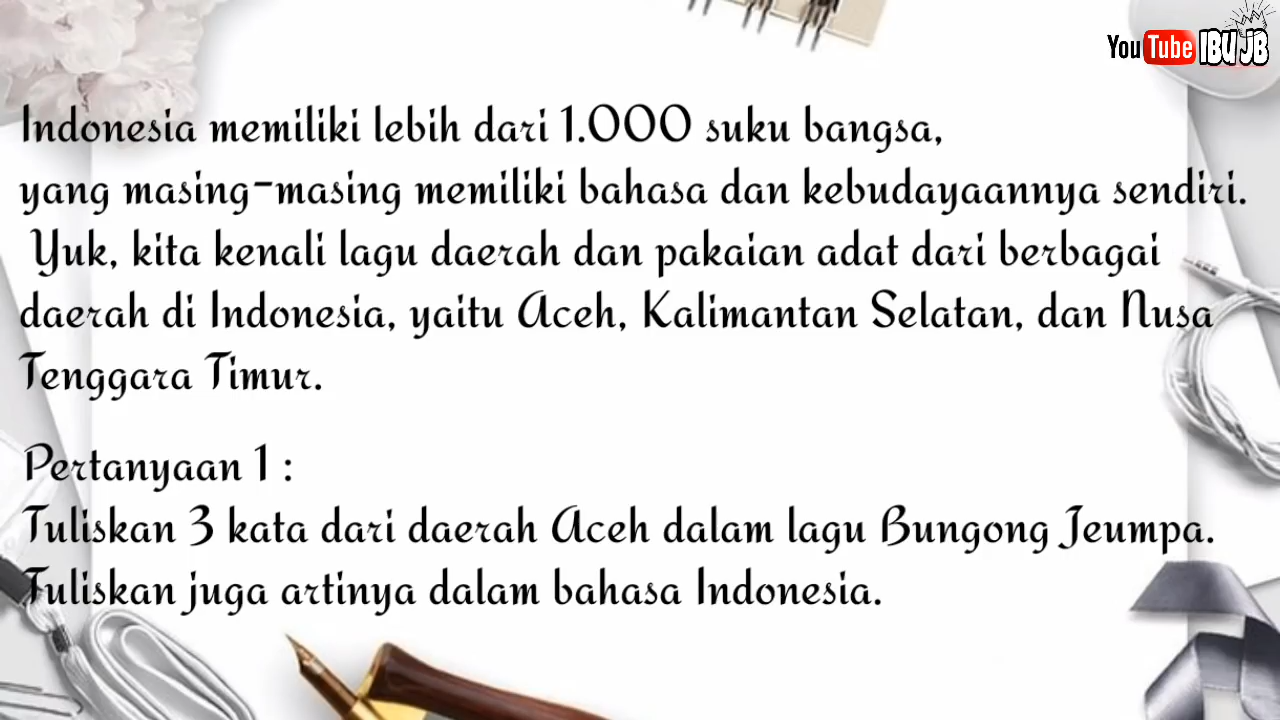 YouTube IBU JB
Indonesia memiliki lebih dari 1.000 suku bangsa,
yang masing-masing memiliki bahasa dan kebudayaannya sendiri.
Yuk, kita kenali lagu daerah dan pakaian adat dari berbagai
daerah di Indonesia, yaitu Aceh, Kalimantan Selatan, dan Nusa
Tenggara Timur.
Pertanyaan 1 :
Tuliskan 3 kata dari daerah Aceh dalam lagu Bungong Jeumpa.
Tuliskan juga artinya dalam bahasa Indonesia.